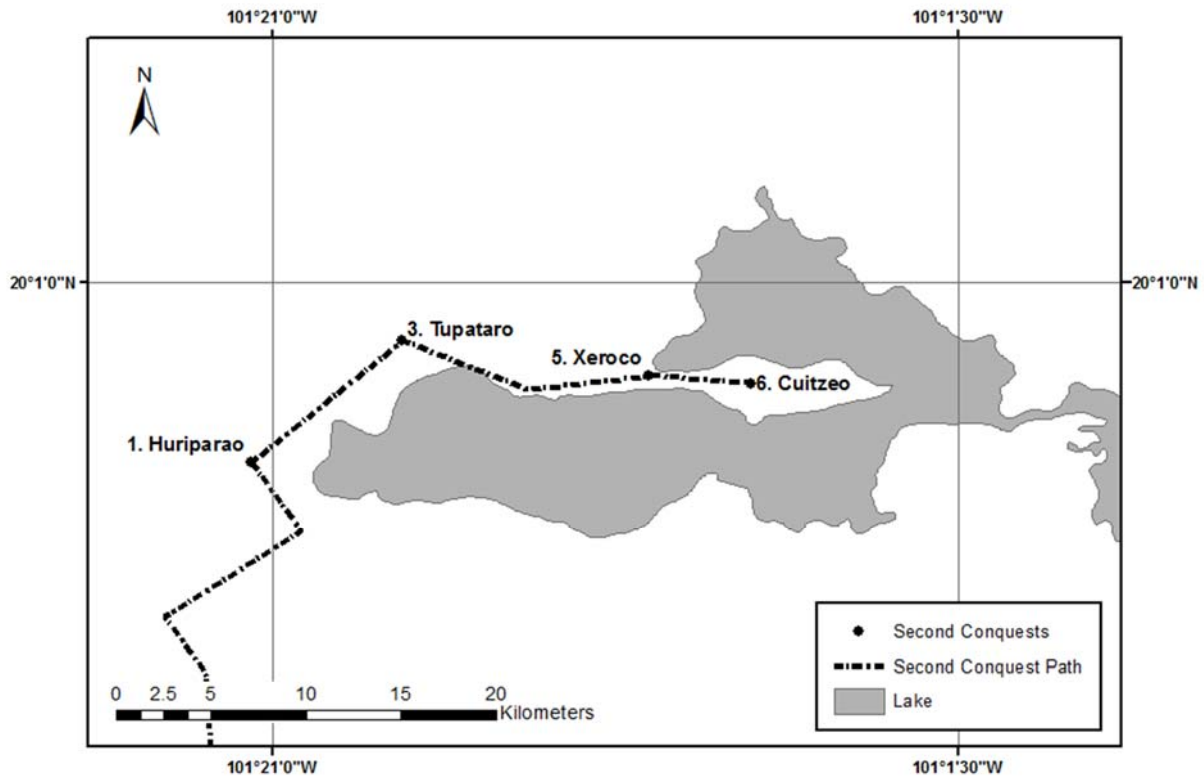 101°21'0"W
101°1'30"W
N
20°1'0"N
20°1'0"N
3. Tupataro
5. Xeroco
6. Cuitzeo
1. Huriparao
Second Conquests
Second Conquest Path
Lake
0 2.5 5 10 15 20
Kilometers
101°21'0"W
101°1'30"W